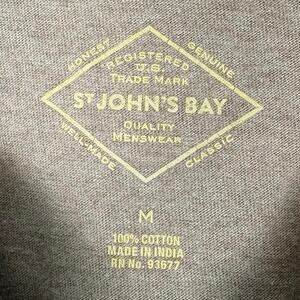 HONEST
GENUINE
REGISTERED
U.S.
TRADE MARK
ST JOHN'S BAY
QUALITY
MENSWEAR
WELL-MADE
CLASSIC
M
100% COTTON
MADE IN INDIA
RN No. 93677